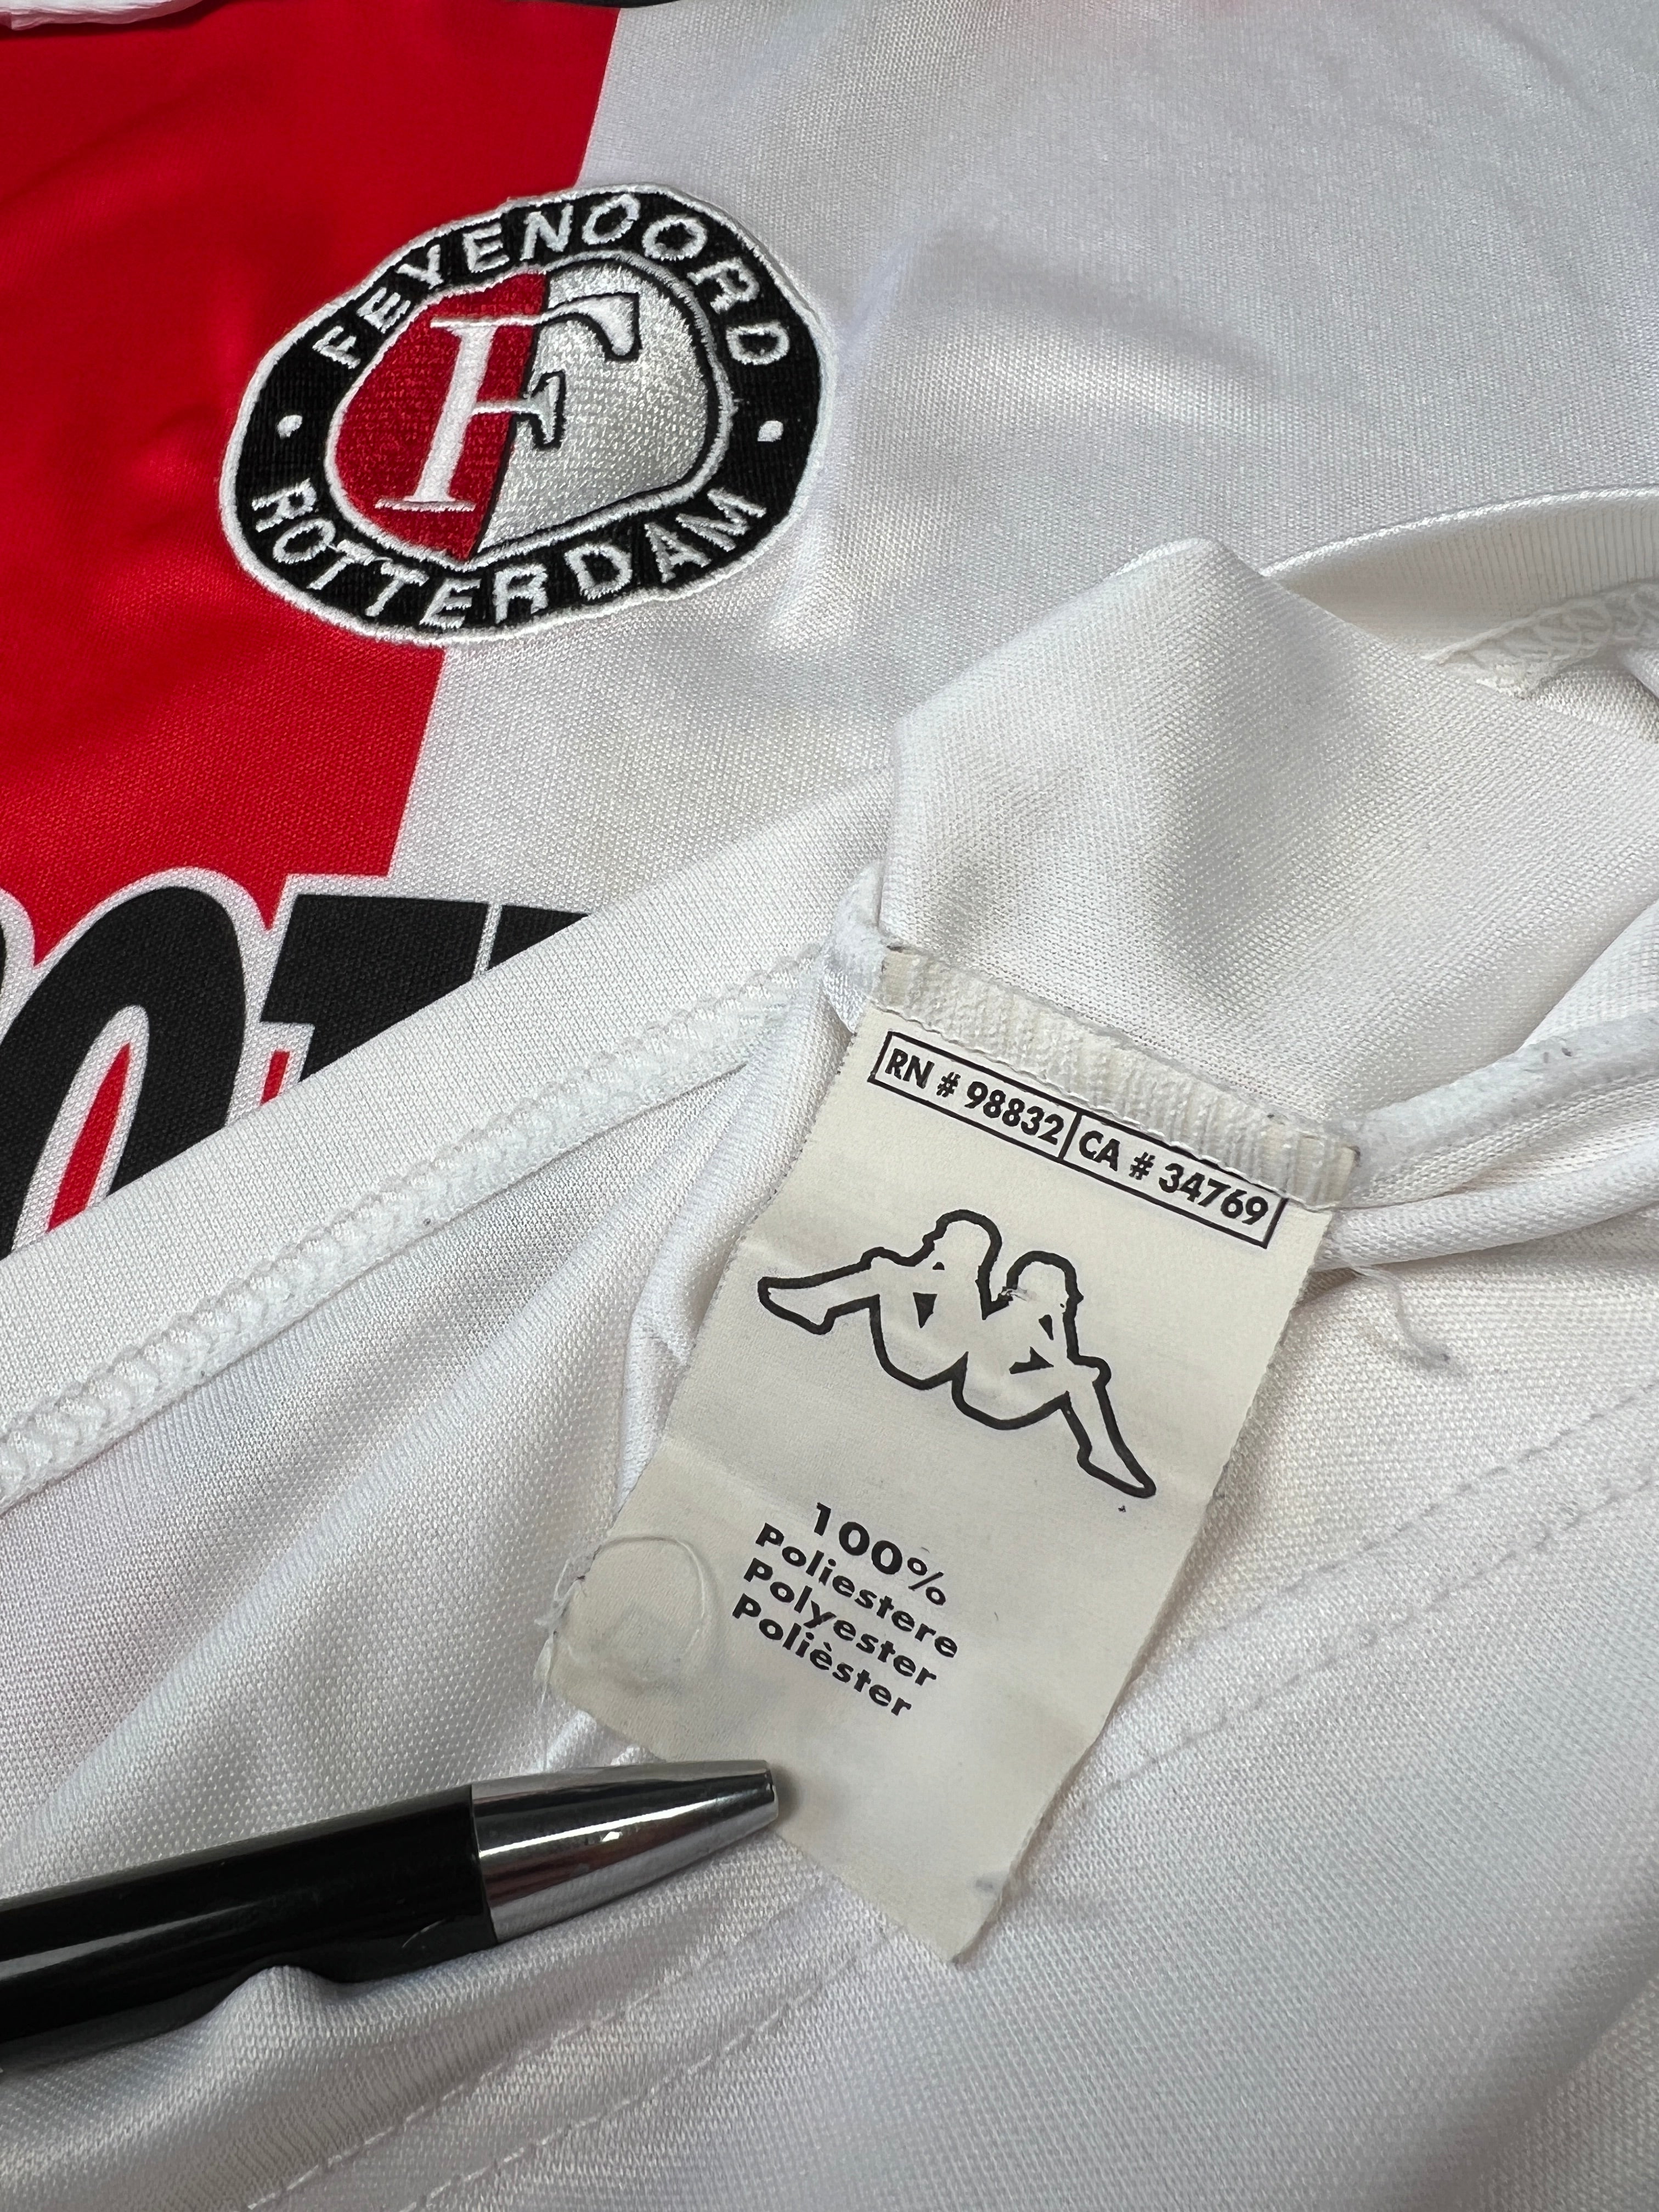 FEYENOORD
F
ROTTERDAM
RN # 98832 CA # 34769
100%
Poliestere
Polyester
Polièster